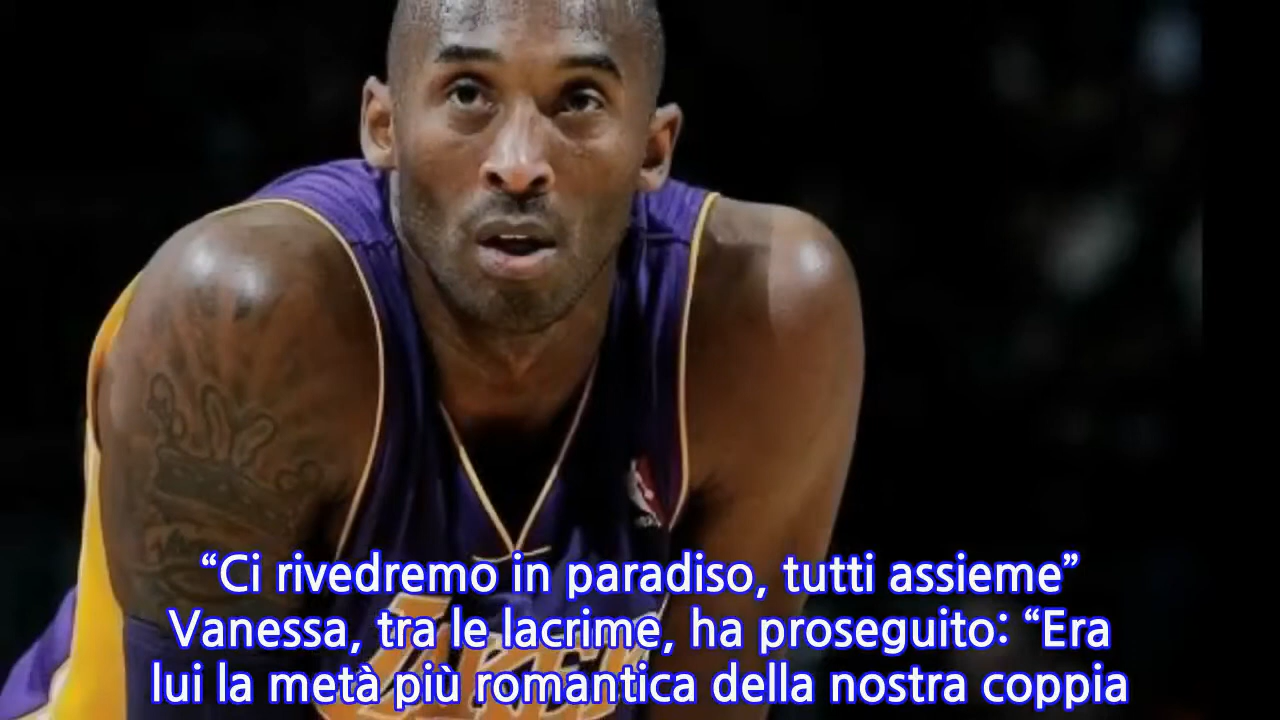 “Ci rivedremo in paradiso, tutti assieme”
Vanessa, tra le lacrime, ha proseguito: “Era
lui la metà più romantica della nostra coppia